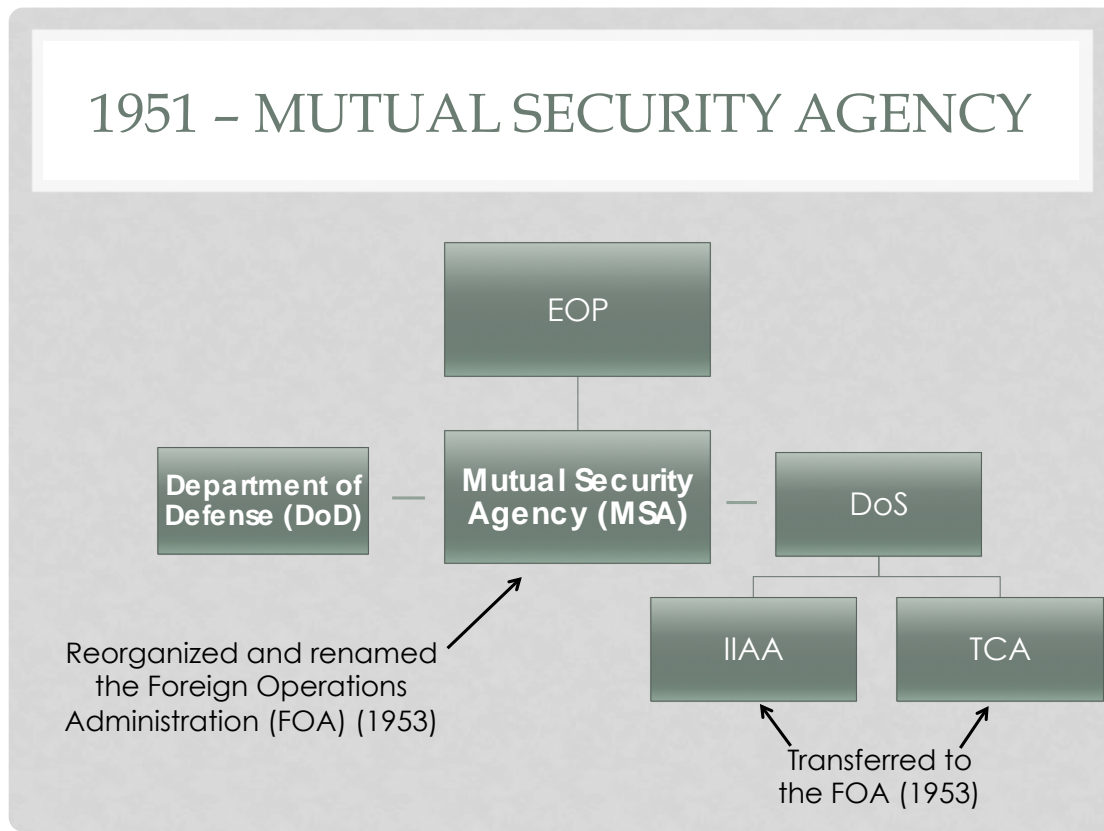 1951 – MUTUAL SECURITY AGENCY
EOP
Department of
Defense (DoD)
Mutual Security
Agency (MSA)
DoS
IIAA
TCA
Reorganized and renamed
the Foreign Operations
Administration (FOA) (1953)
Transferred to
the FOA (1953)